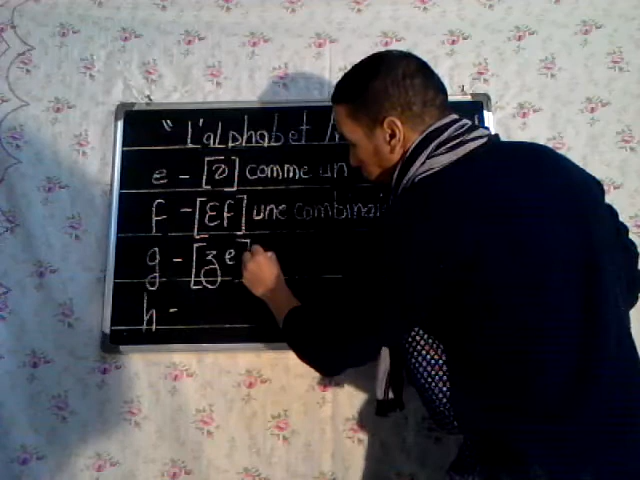 " L'alphabet
e - [ə] comme un
f - [Ɛf] une combinai
g - [ʒe]
h -